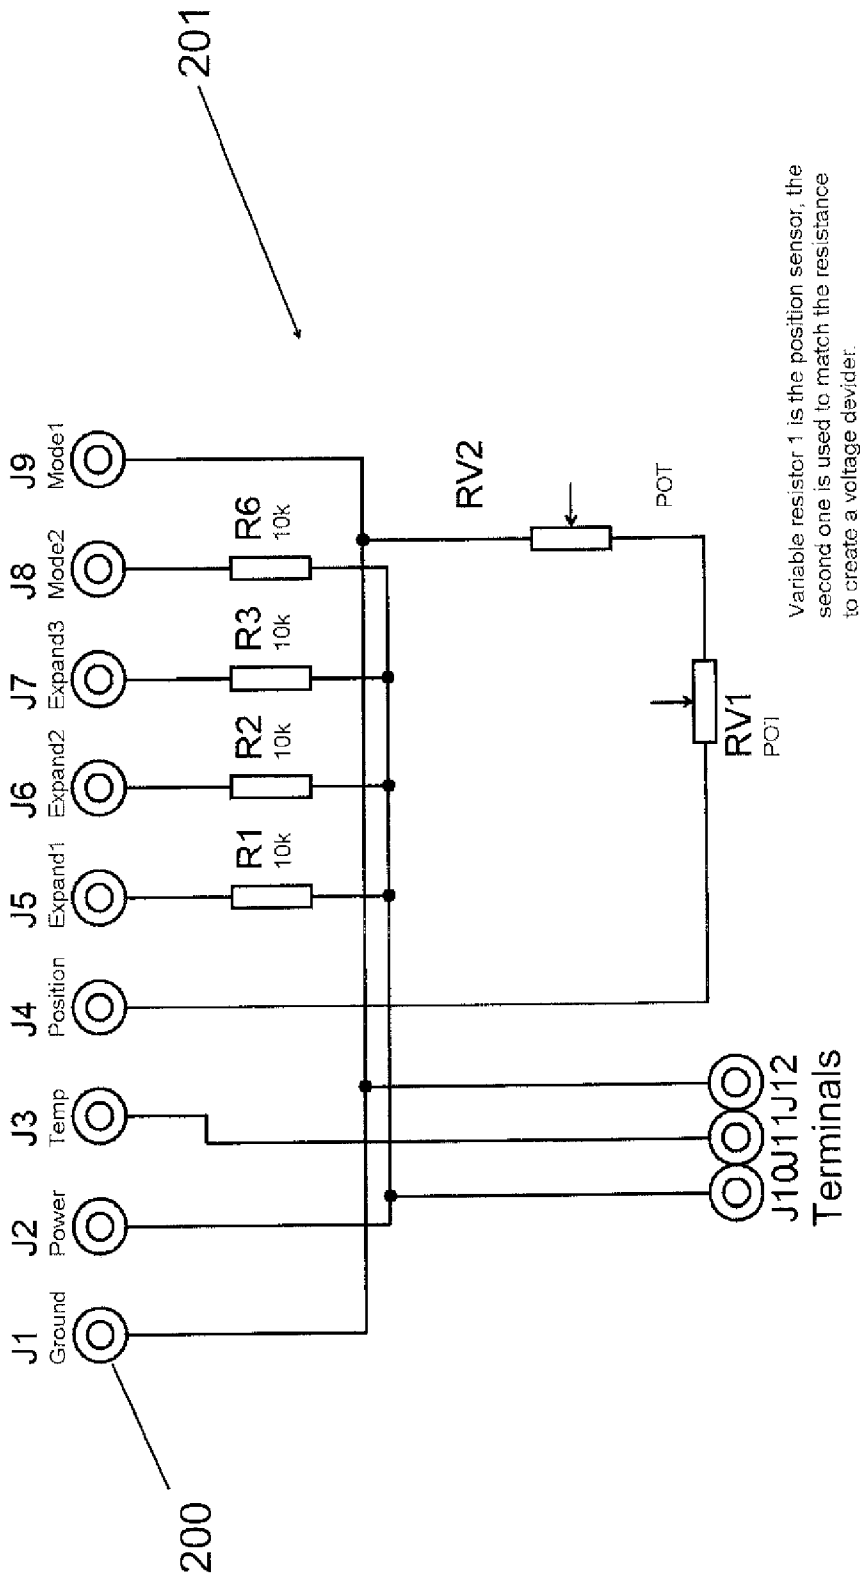 200
201
J1
Ground
J2
Power
J3
Temp
J4
Position
J5
Expand1
J6
Expand2
J7
Expand3
J8
Mode2
J9
Mode1
R1
10k
R2
10k
R3
10k
R6
10k
RV2
POT
RV1
POT
J10J11J12
Terminals
Variable resistor 1 is the position sensor, the
second one is used to match the resistance
to create a voltage devider.